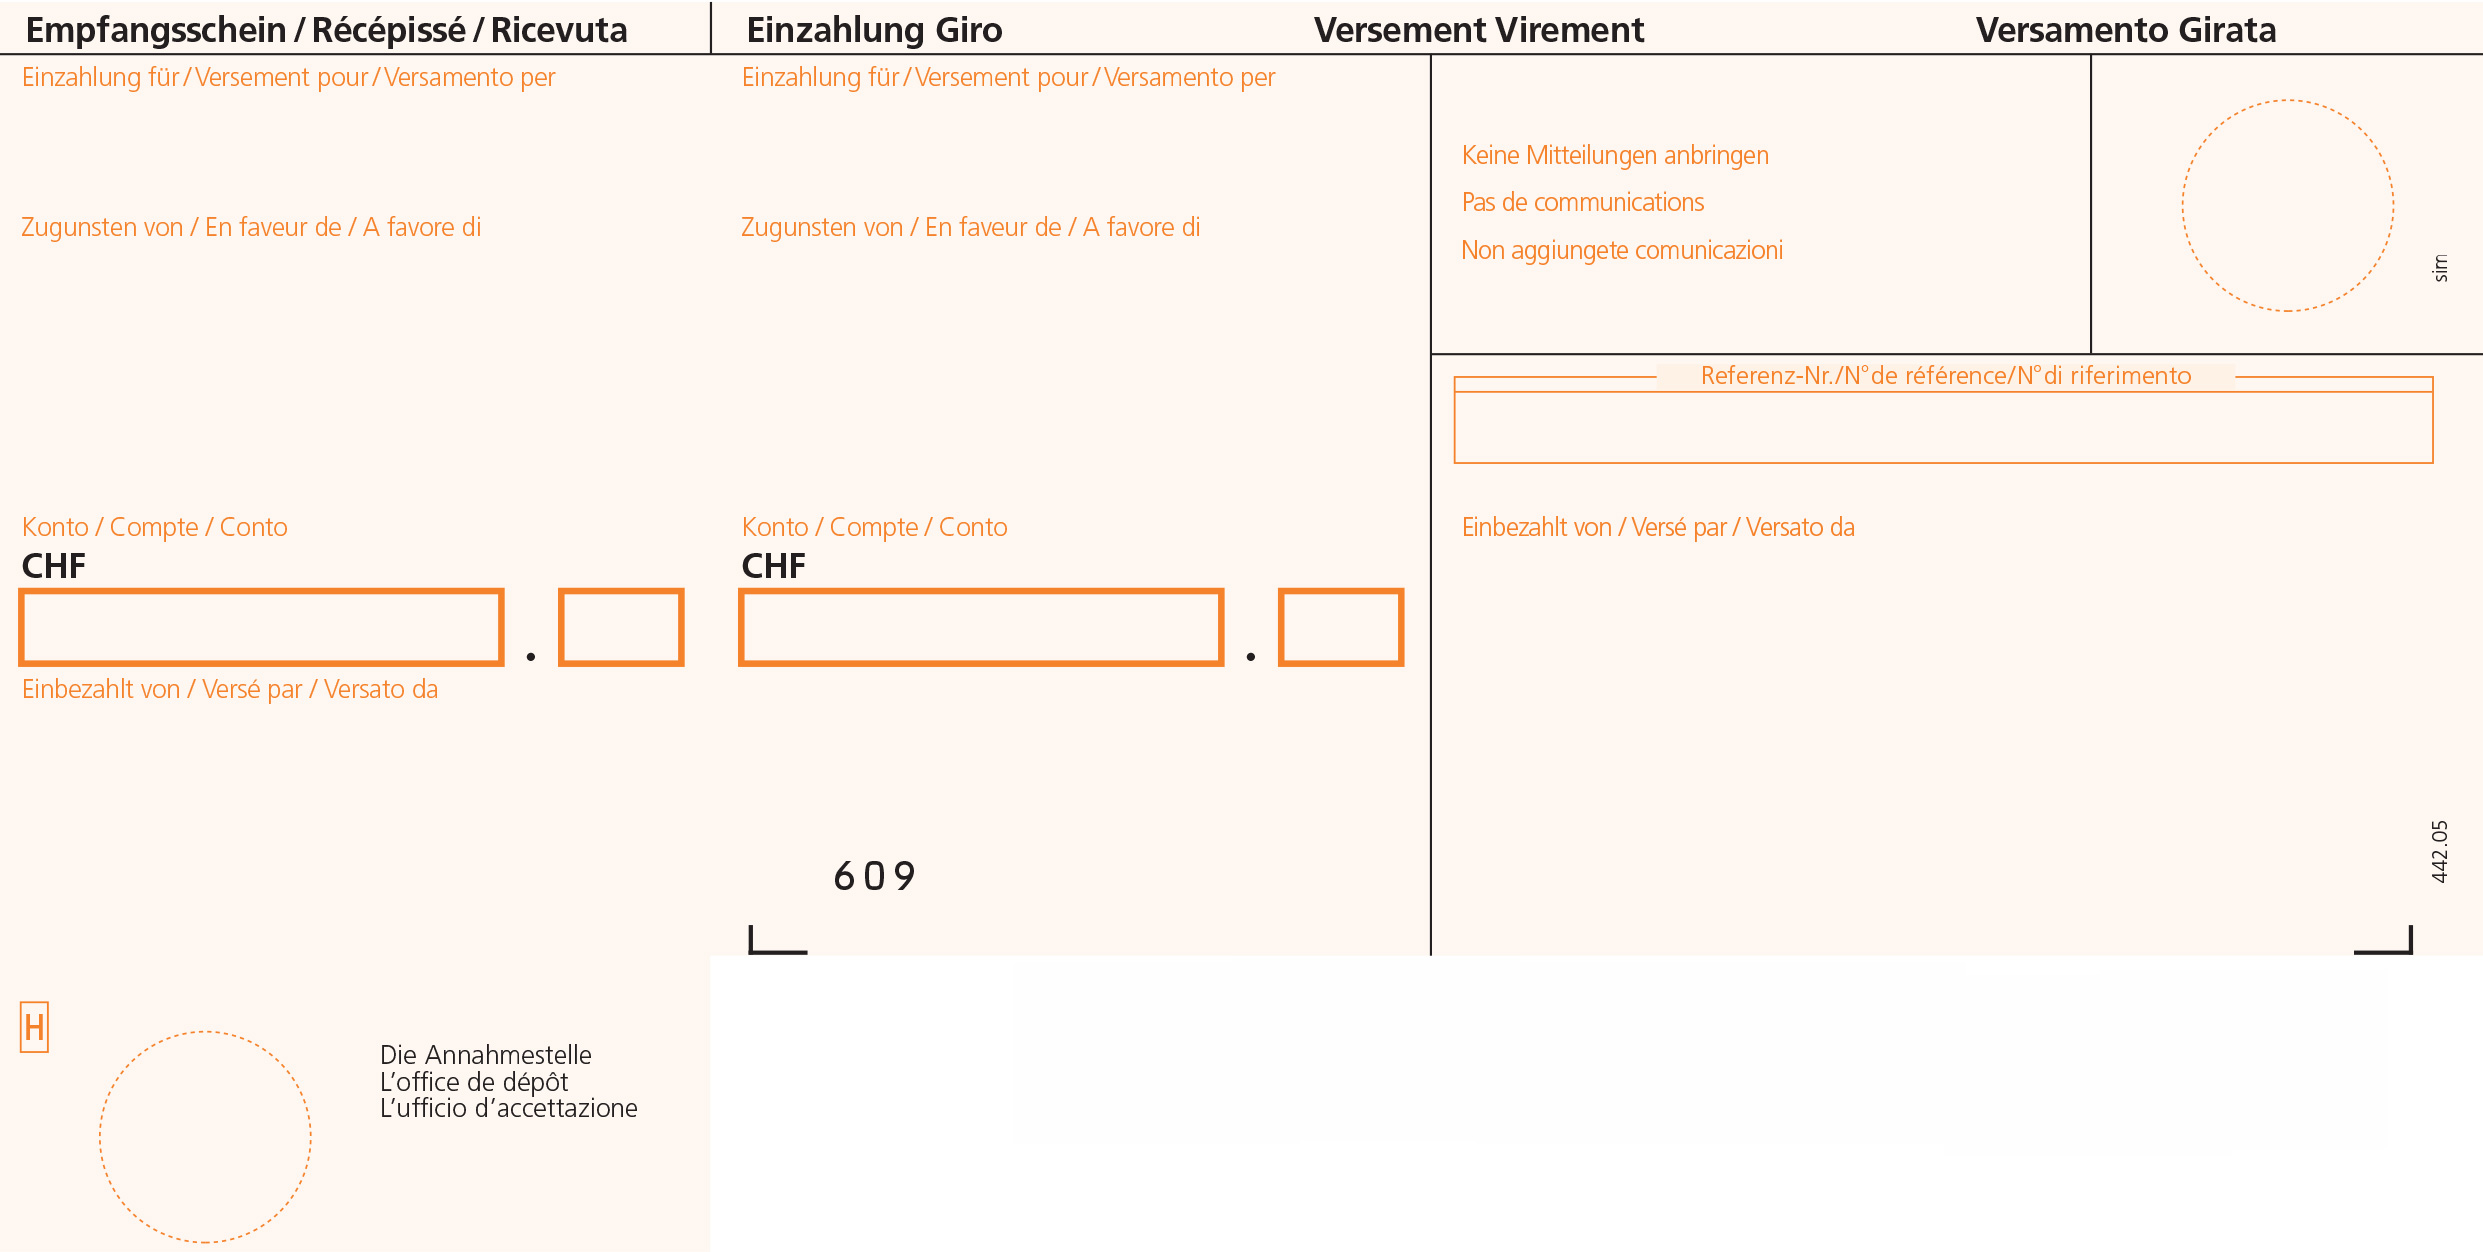 Empfangsschein / Récépissé / Ricevuta
Einzahlung für / Versement pour / Versamento per
Zugunsten von / En faveur de / A favore di
Konto / Compte / Conto
CHF
.
Einbezahlt von / Versé par / Versato da
H
Die Annahmestelle
L’office de dépôt
L’ufficio d’accettazione
Einzahlung Giro Versement Virement Versamento Girata
Einzahlung für / Versement pour / Versamento per
Zugunsten von / En faveur de / A favore di
Konto / Compte / Conto
CHF
.
609
Keine Mitteilungen anbringen
Pas de communications
Non aggiungete comunicazioni
sim
Referenz-Nr./N° de référence/N° di riferimento
Einbezahlt von / Versé par / Versato da
442.05